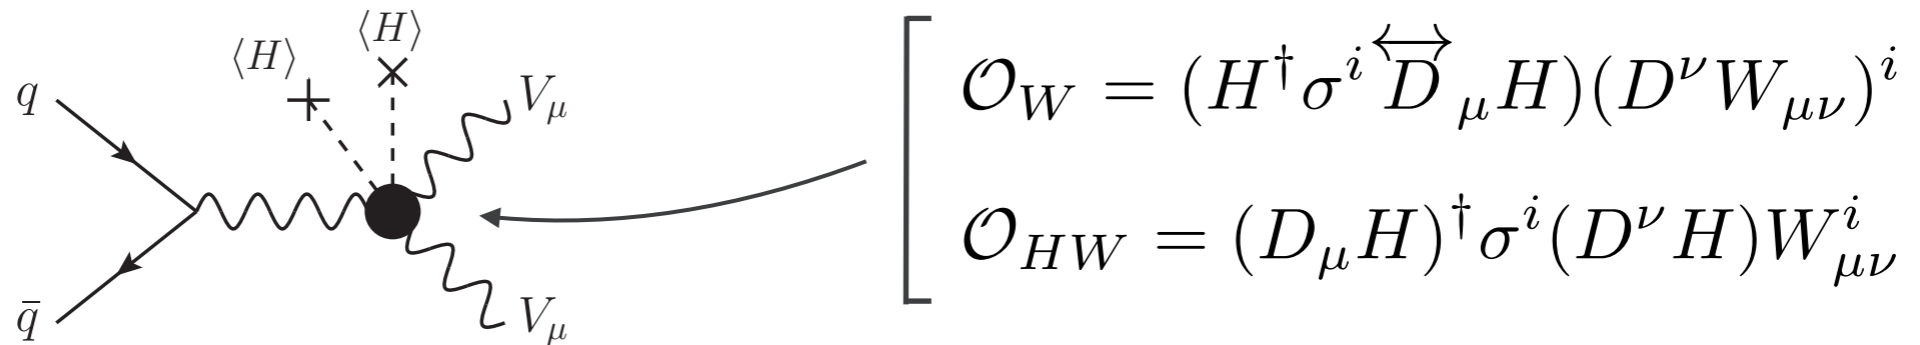 ⟨H⟩
⟨H⟩
q
V_μ
q̄
V_μ
𝒪_W = (H†σ^i D↔_μ H)(D^ν W_μν)^i
𝒪_HW = (D_μ H)†σ^i(D^ν H)W^i_μν